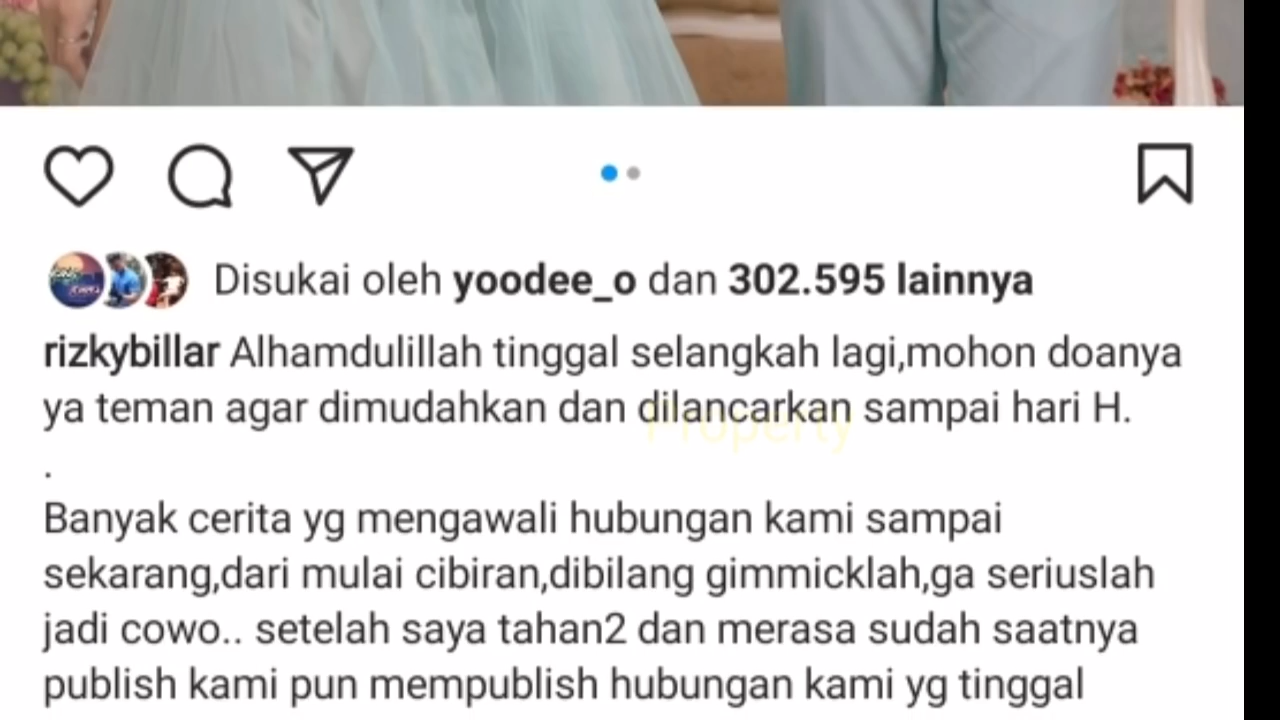 Disukai oleh yoodee_o dan 302.595 lainnya
rizkybillar Alhamdulillah tinggal selangkah lagi,mohon doanya
ya teman agar dimudahkan dan dilancarkan sampai hari H.
Property
.
Banyak cerita yg mengawali hubungan kami sampai
sekarang,dari mulai cibiran,dibilang gimmicklah,ga seriuslah
jadi cowo.. setelah saya tahan2 dan merasa sudah saatnya
publish kami pun mempublish hubungan kami yg tinggal